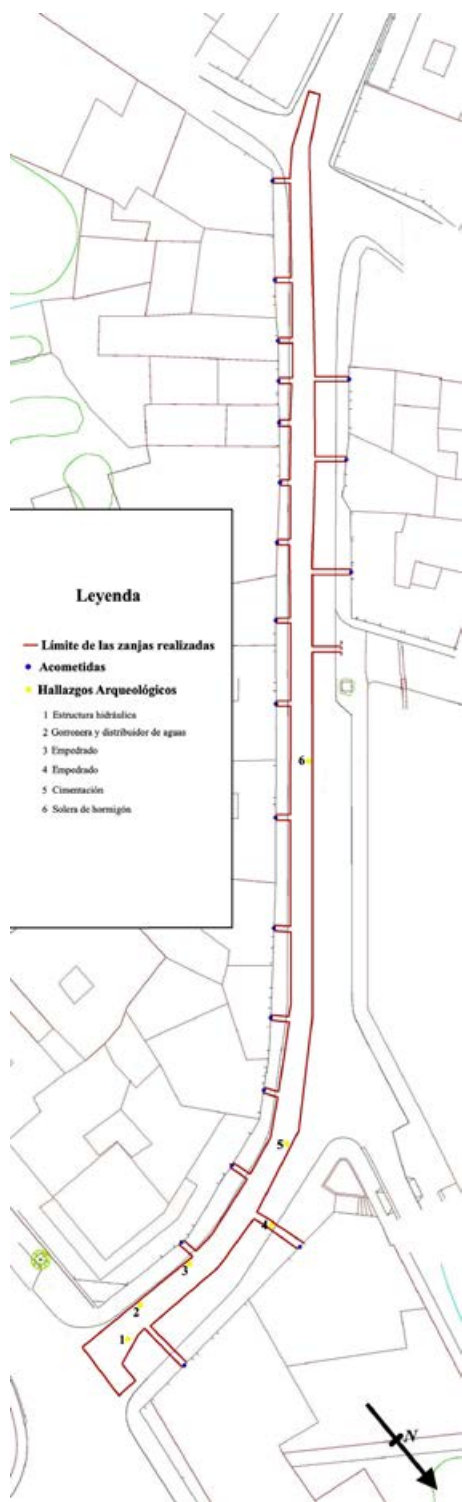 Leyenda
Límite de las zanjas realizadas
Acometidas
Hallazgos Arqueológicos
1 Estructura hidráulica
2 Gorronera y distribuidor de aguas
3 Empedrado
4 Empedrado
5 Cimentación
6 Solera de hormigón
6
5
4
3
2
1
N